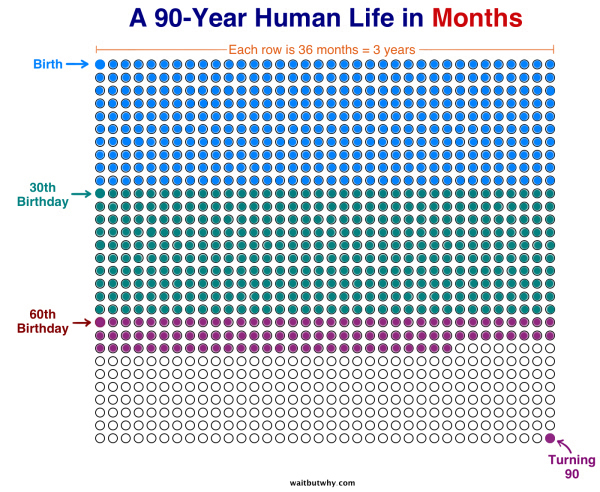 A 90-Year Human Life in Months
Each row is 36 months = 3 years
Birth
30th
Birthday
60th
Birthday
Turning
90
waitbutwhy.com